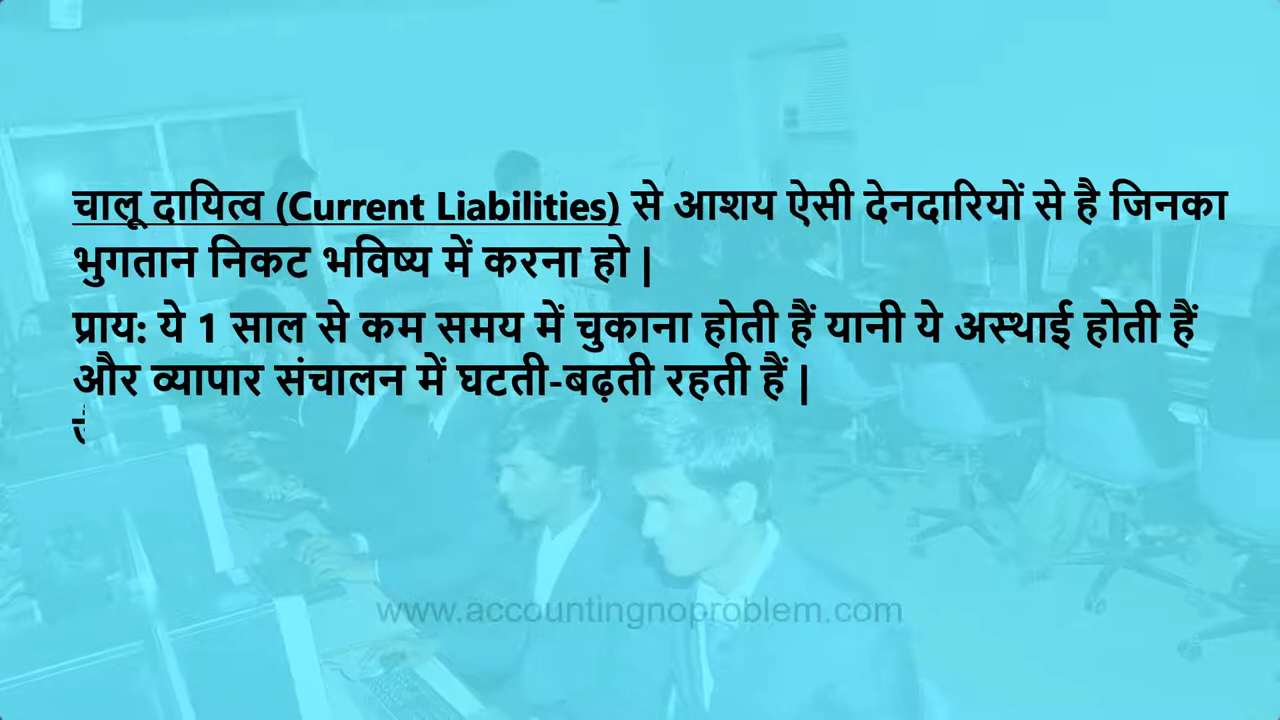 चालू दायित्व (Current Liabilities) से आशय ऐसी देनदारियों से है जिनका
भुगतान निकट भविष्य में करना हो |
प्राय: ये 1 साल से कम समय में चुकाना होती हैं यानी ये अस्थाई होती हैं
और व्यापार संचालन में घटती-बढ़ती रहती हैं |
www.accountingnoproblem.com